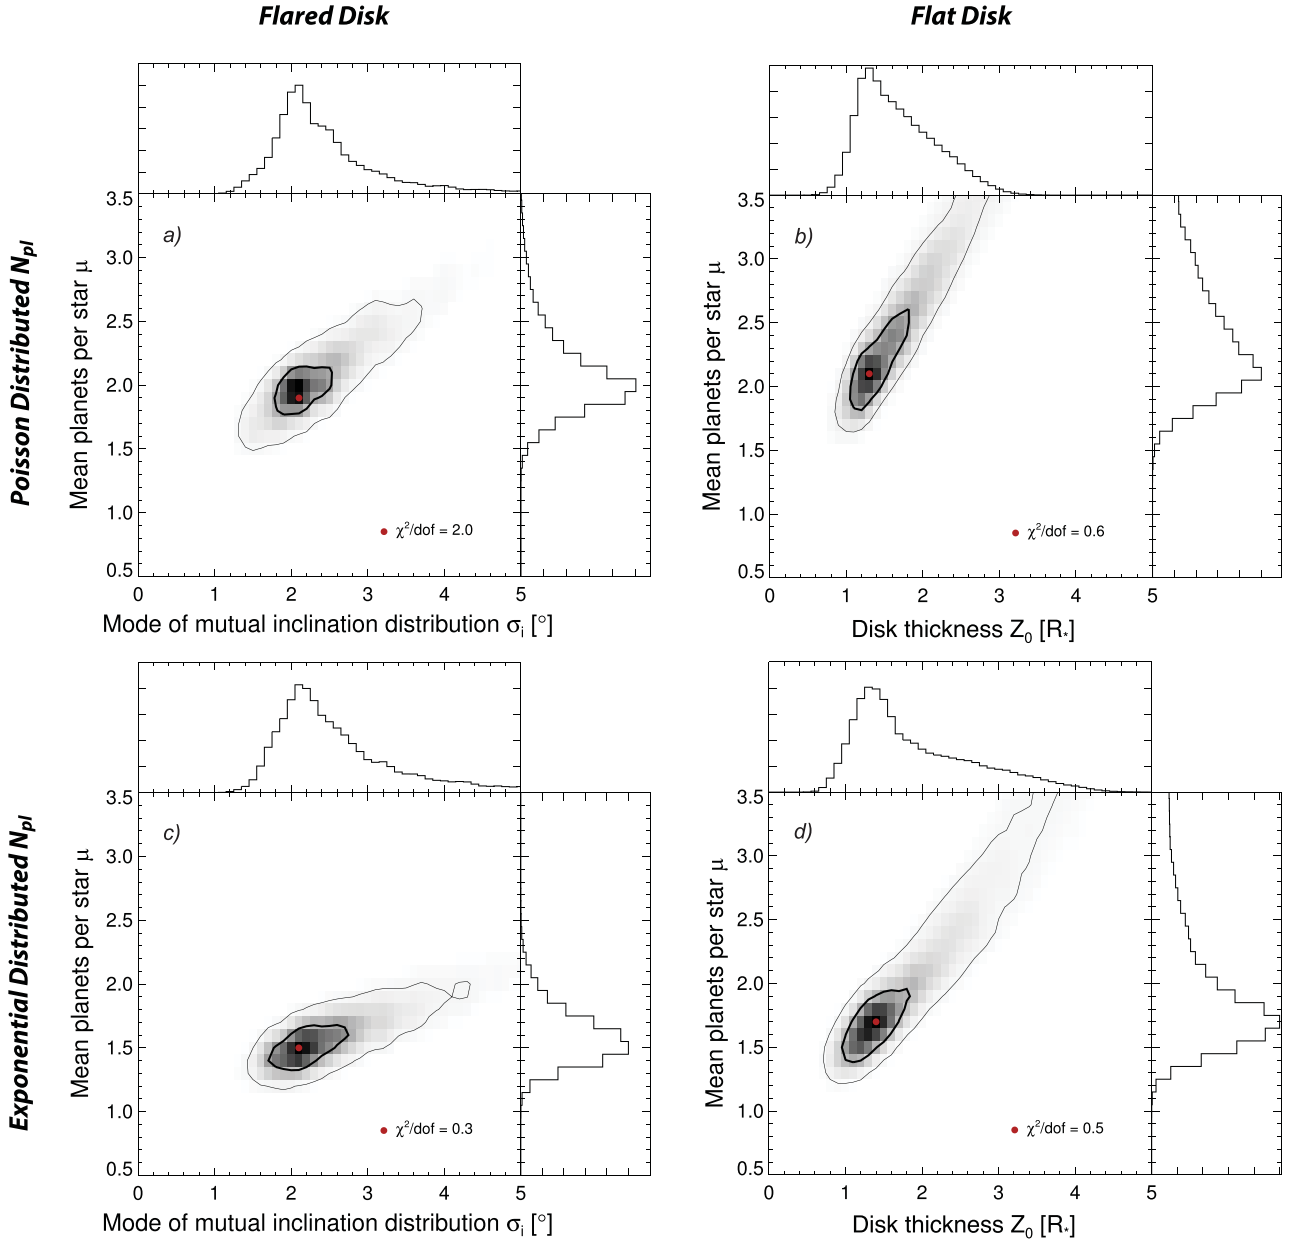 Flared Disk
Flat Disk
Poisson Distributed N_pl
Exponential Distributed N_pl
a)
3.5
3.0
2.5
2.0
1.5
1.0
0.5
Mean planets per star μ
χ²/dof = 2.0
0 1 2 3 4 5
Mode of mutual inclination distribution σ_i [°]
b)
3.5
3.0
2.5
2.0
1.5
1.0
0.5
Mean planets per star μ
χ²/dof = 0.6
0 1 2 3 4 5
Disk thickness Z_0 [R_*]
c)
3.5
3.0
2.5
2.0
1.5
1.0
0.5
Mean planets per star μ
χ²/dof = 0.3
0 1 2 3 4 5
Mode of mutual inclination distribution σ_i [°]
d)
3.5
3.0
2.5
2.0
1.5
1.0
0.5
Mean planets per star μ
χ²/dof = 0.5
0 1 2 3 4 5
Disk thickness Z_0 [R_*]